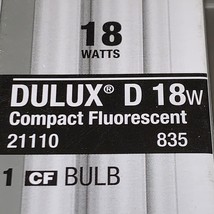 18
WATTS
DULUX® D 18W
Compact Fluorescent
21110 835
1 CF BULB